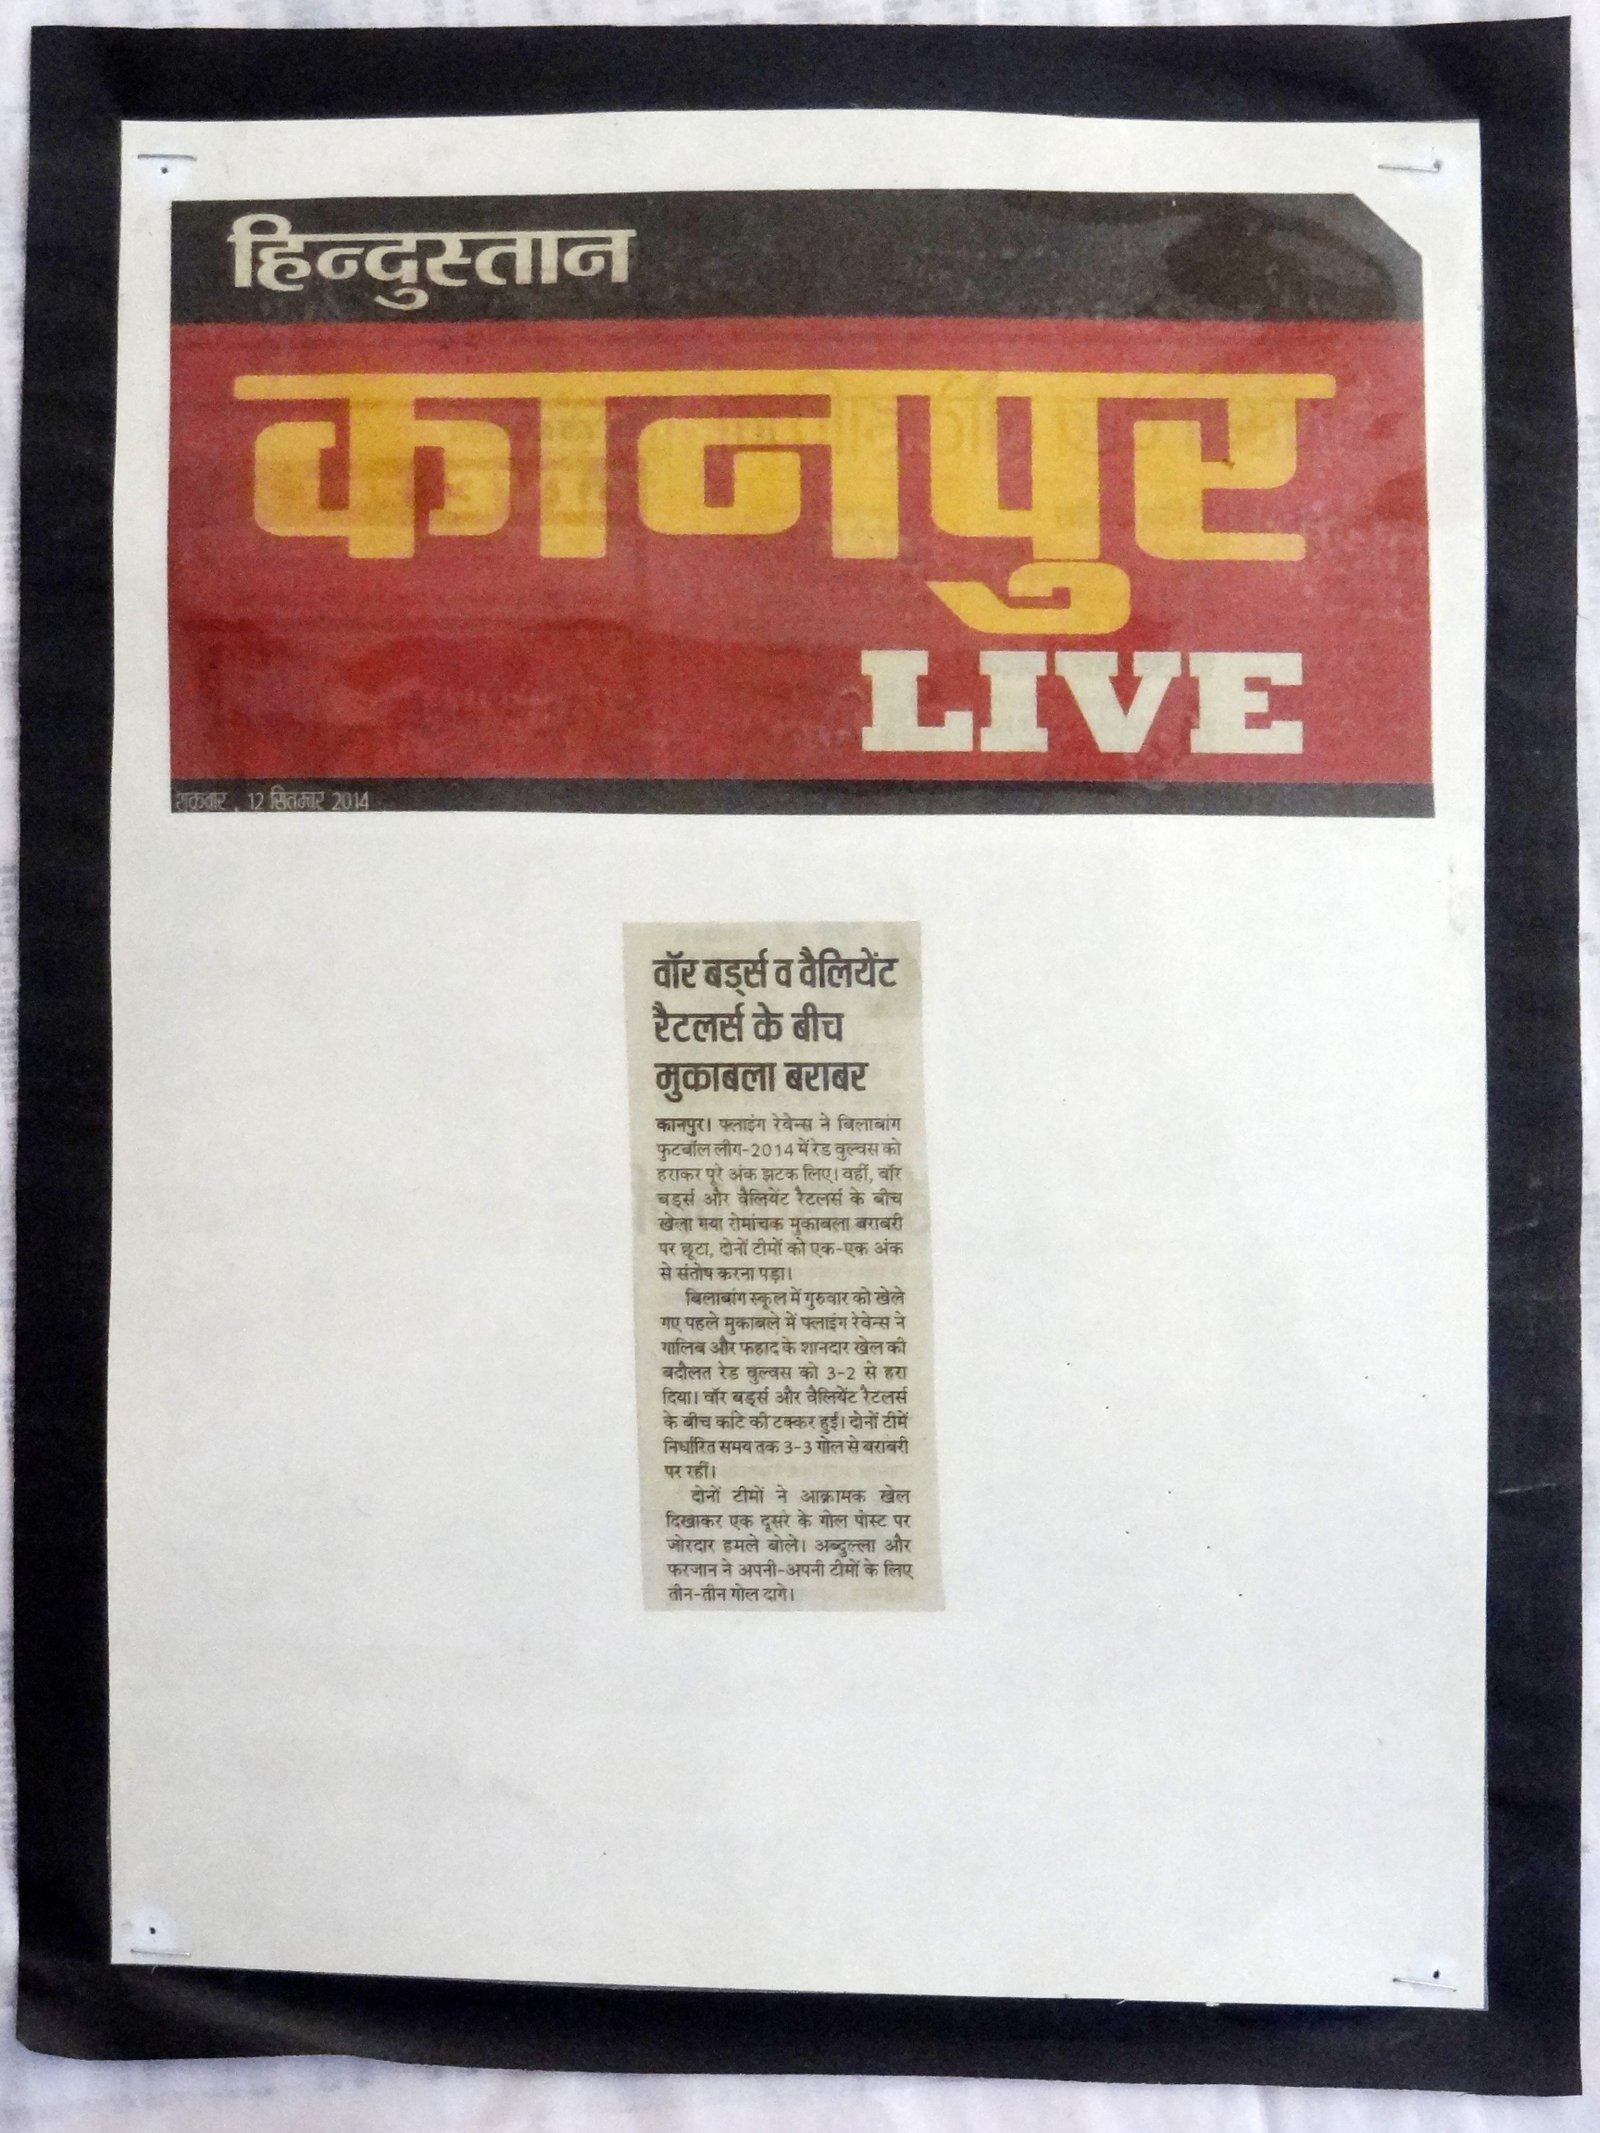 हिन्दुस्तान
कानपुर
LIVE
शुक्रवार , 12 सितम्बर 2014
वॉर बर्ड्स व वैलियेंट
रैटलर्स के बीच
मुकाबला बराबर
कानपुर। फ्लाइंग रेवेन्स ने बिलाबांग
फुटबॉल लीग-2014 में रेड वुल्वस को
हराकर पूरे अंक झटक लिए। वहीं, वॉर
बर्ड्स और वैलियेंट रैटलर्स के बीच
खेला गया रोमांचक मुकाबला बराबरी
पर छूटा, दोनों टीमों को एक-एक अंक
से संतोष करना पड़ा।
बिलाबांग स्कूल में गुरुवार को खेले
गए पहले मुकाबले में फ्लाइंग रेवेन्स ने
गालिब और फहाद के शानदार खेल की
बदौलत रेड वुल्वस को 3-2 से हरा
दिया। वॉर बर्ड्स और वैलियेंट रैटलर्स
के बीच कांटे की टक्कर हुई। दोनों टीमें
निर्धारित समय तक 3-3 गोल से बराबरी
पर रहीं।
दोनों टीमों ने आक्रामक खेल
दिखाकर एक दूसरे के गोल पोस्ट पर
जोरदार हमले बोले। अब्दुल्ला और
फरजान ने अपनी-अपनी टीमों के लिए
तीन-तीन गोल दागे।